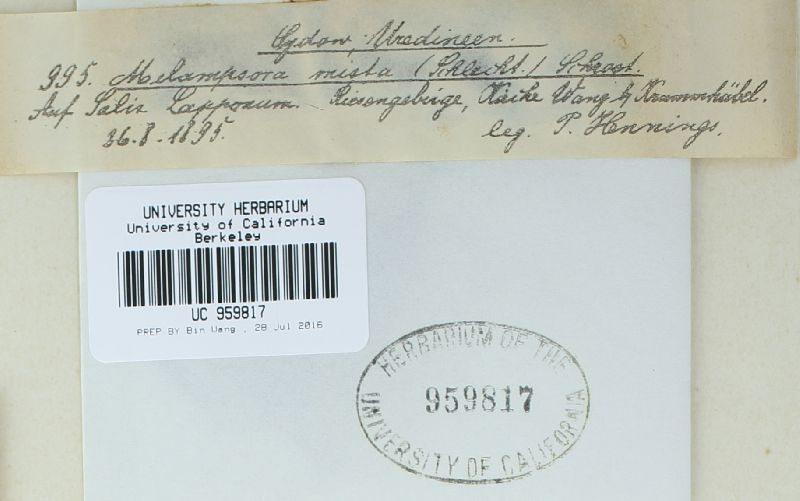 Sydow, Uredineen.
995. Melampsora mixta (Schlecht.) Schroet.
Auf Salix Lapponum. Riesengebirge, Kirche Wang b/ Krummhübel.
26.8.1895. leg. P. Hennings.
UNIVERSITY HERBARIUM
University of California
Berkeley
UC 959817
PREP BY Bin Wang , 28 Jul 2016
HERBARIUM OF THE
959817
UNIVERSITY OF CALIFORNIA